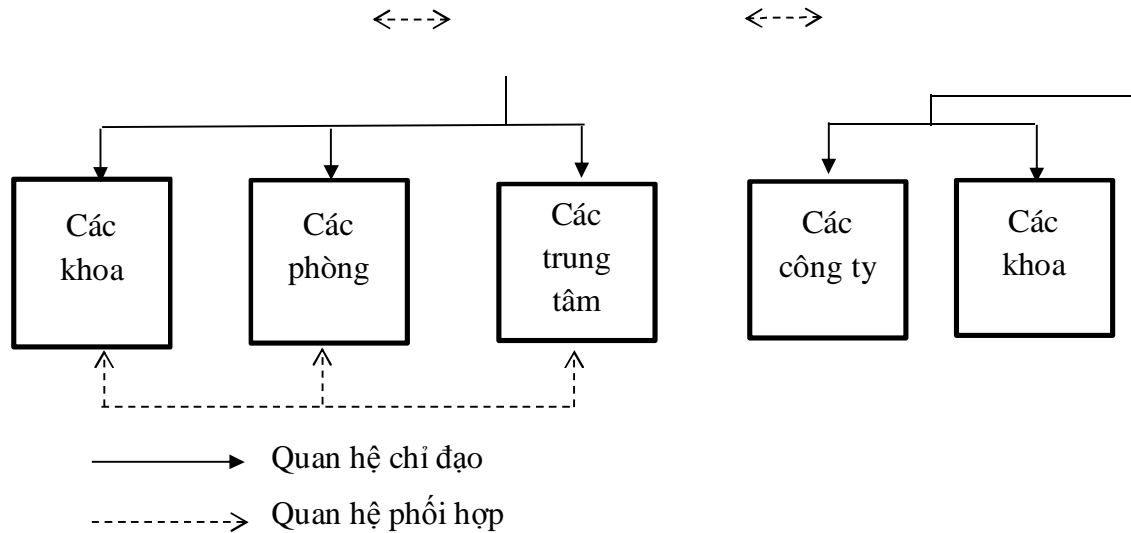 Các
khoa
Các
phòng
Các
trung
tâm
Các
công ty
Các
khoa
Quan hệ chỉ đạo
Quan hệ phối hợp